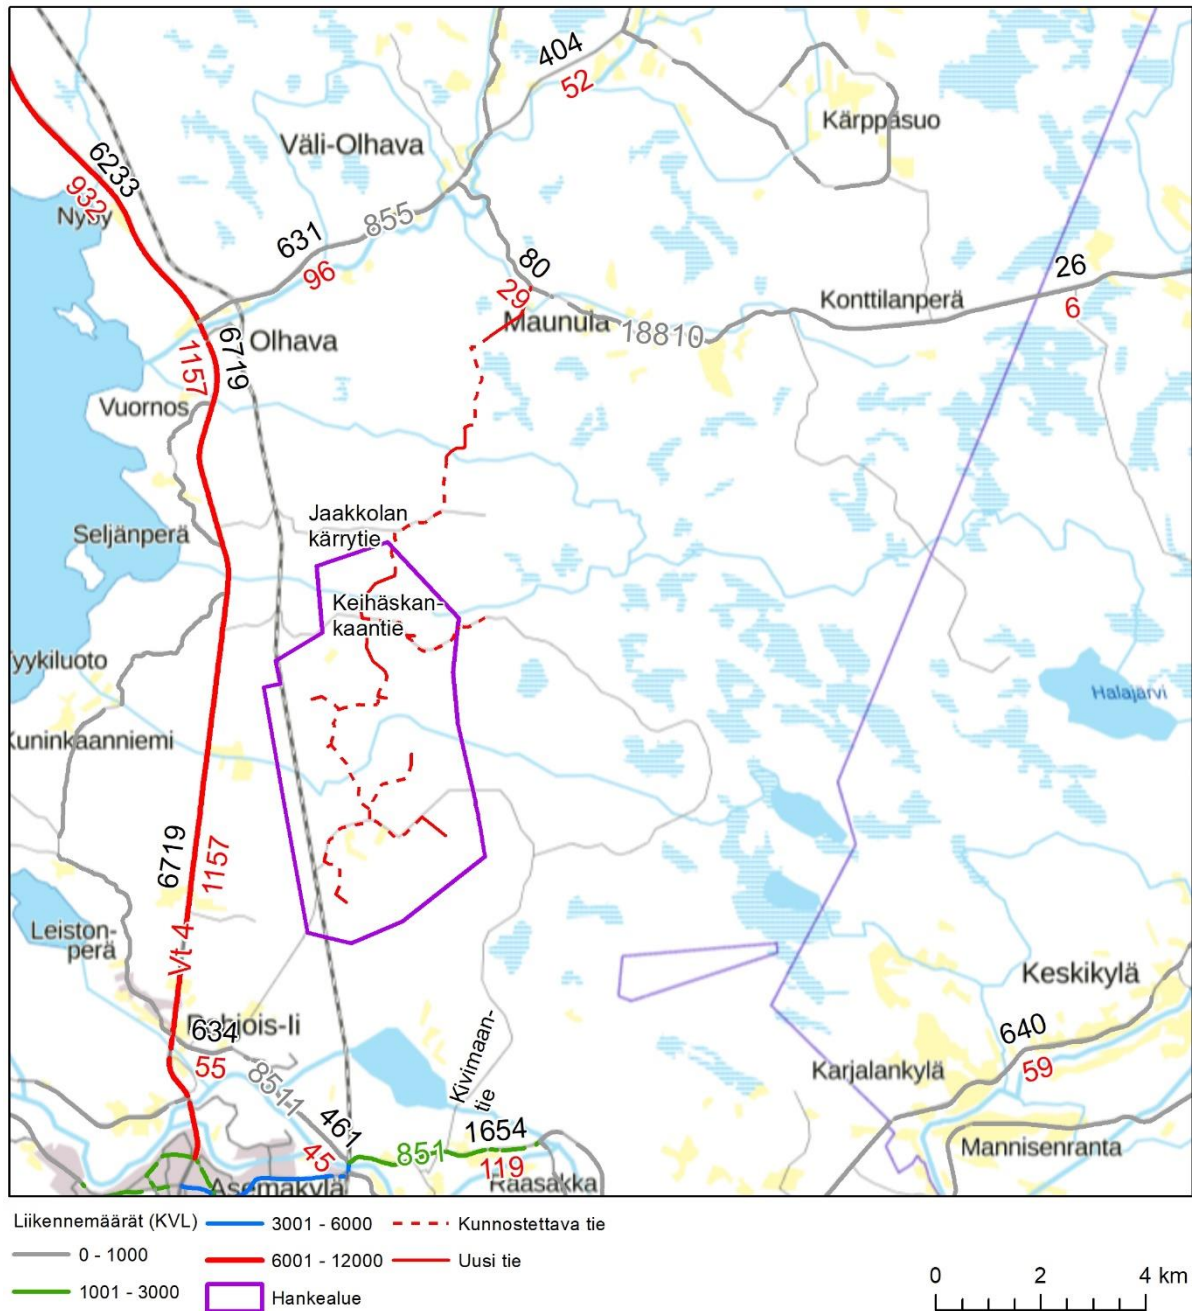 404
52
Kärppäsuo
Väli-Olhava
6233
932
855
631
96
80
29
26
6
Konttilanperä
Maunula
18810
Olhava
6719
1157
Vuornos
Seljänperä
Jaakkolan
kärrytie
Keihäskan-
kaantie
yykiluoto
Kuninkaanniemi
Halajärvi
6719
1157
Leiston-
perä
Vt 4
Keskikylä
634
55
8511
Kivimaan-
tie
640
59
Karjalankylä
461
45
1654
851
119
Mannisenranta
Asemakylä
Raasakka
Liikennemäärät (KVL)
0 - 1000
1001 - 3000
3001 - 6000
6001 - 12000
Hankealue
Kunnostettava tie
Uusi tie
0 2 4 km